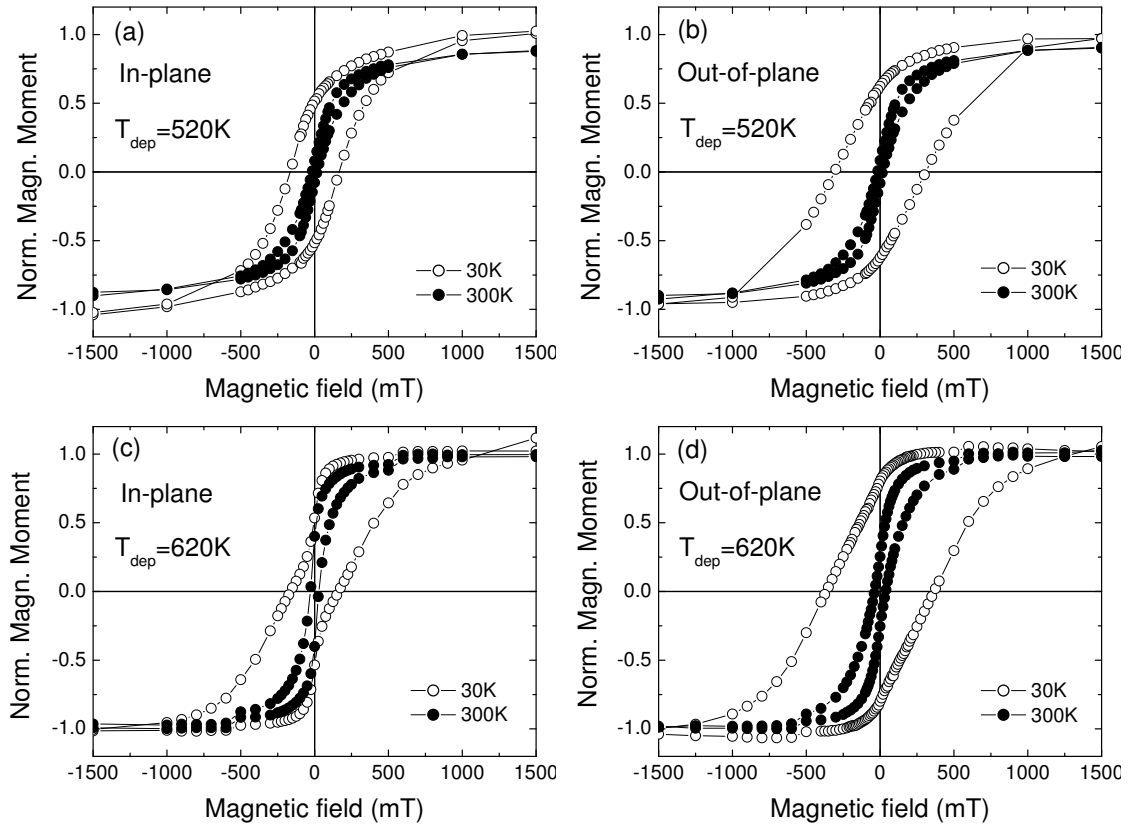 (a)
In-plane
T_dep=520K
30K
300K
Norm. Magn. Moment
1.0
0.5
0.0
-0.5
-1.0
-1500 -1000 -500 0 500 1000 1500
Magnetic field (mT)
(b)
Out-of-plane
T_dep=520K
30K
300K
Norm. Magn. Moment
1.0
0.5
0.0
-0.5
-1.0
-1500 -1000 -500 0 500 1000 1500
Magnetic field (mT)
(c)
In-plane
T_dep=620K
30K
300K
Norm. Magn. Moment
1.0
0.5
0.0
-0.5
-1.0
-1500 -1000 -500 0 500 1000 1500
Magnetic field (mT)
(d)
Out-of-plane
T_dep=620K
30K
300K
Norm. Magn. Moment
1.0
0.5
0.0
-0.5
-1.0
-1500 -1000 -500 0 500 1000 1500
Magnetic field (mT)